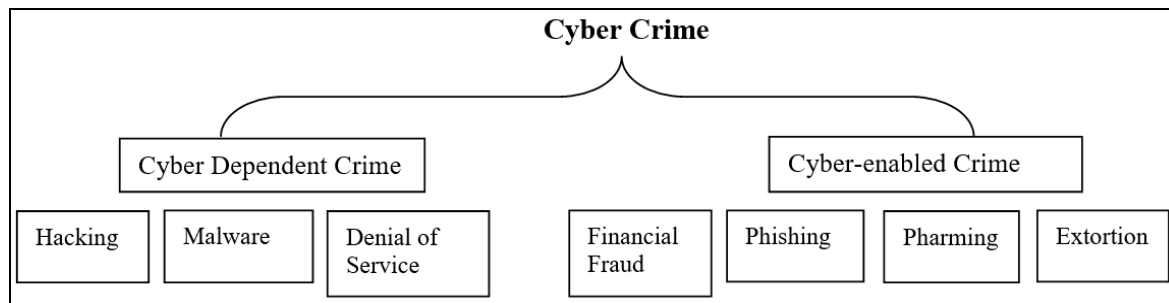 Cyber Crime
Cyber Dependent Crime
Cyber-enabled Crime
Hacking
Malware
Denial of
Service
Financial
Fraud
Phishing
Pharming
Extortion